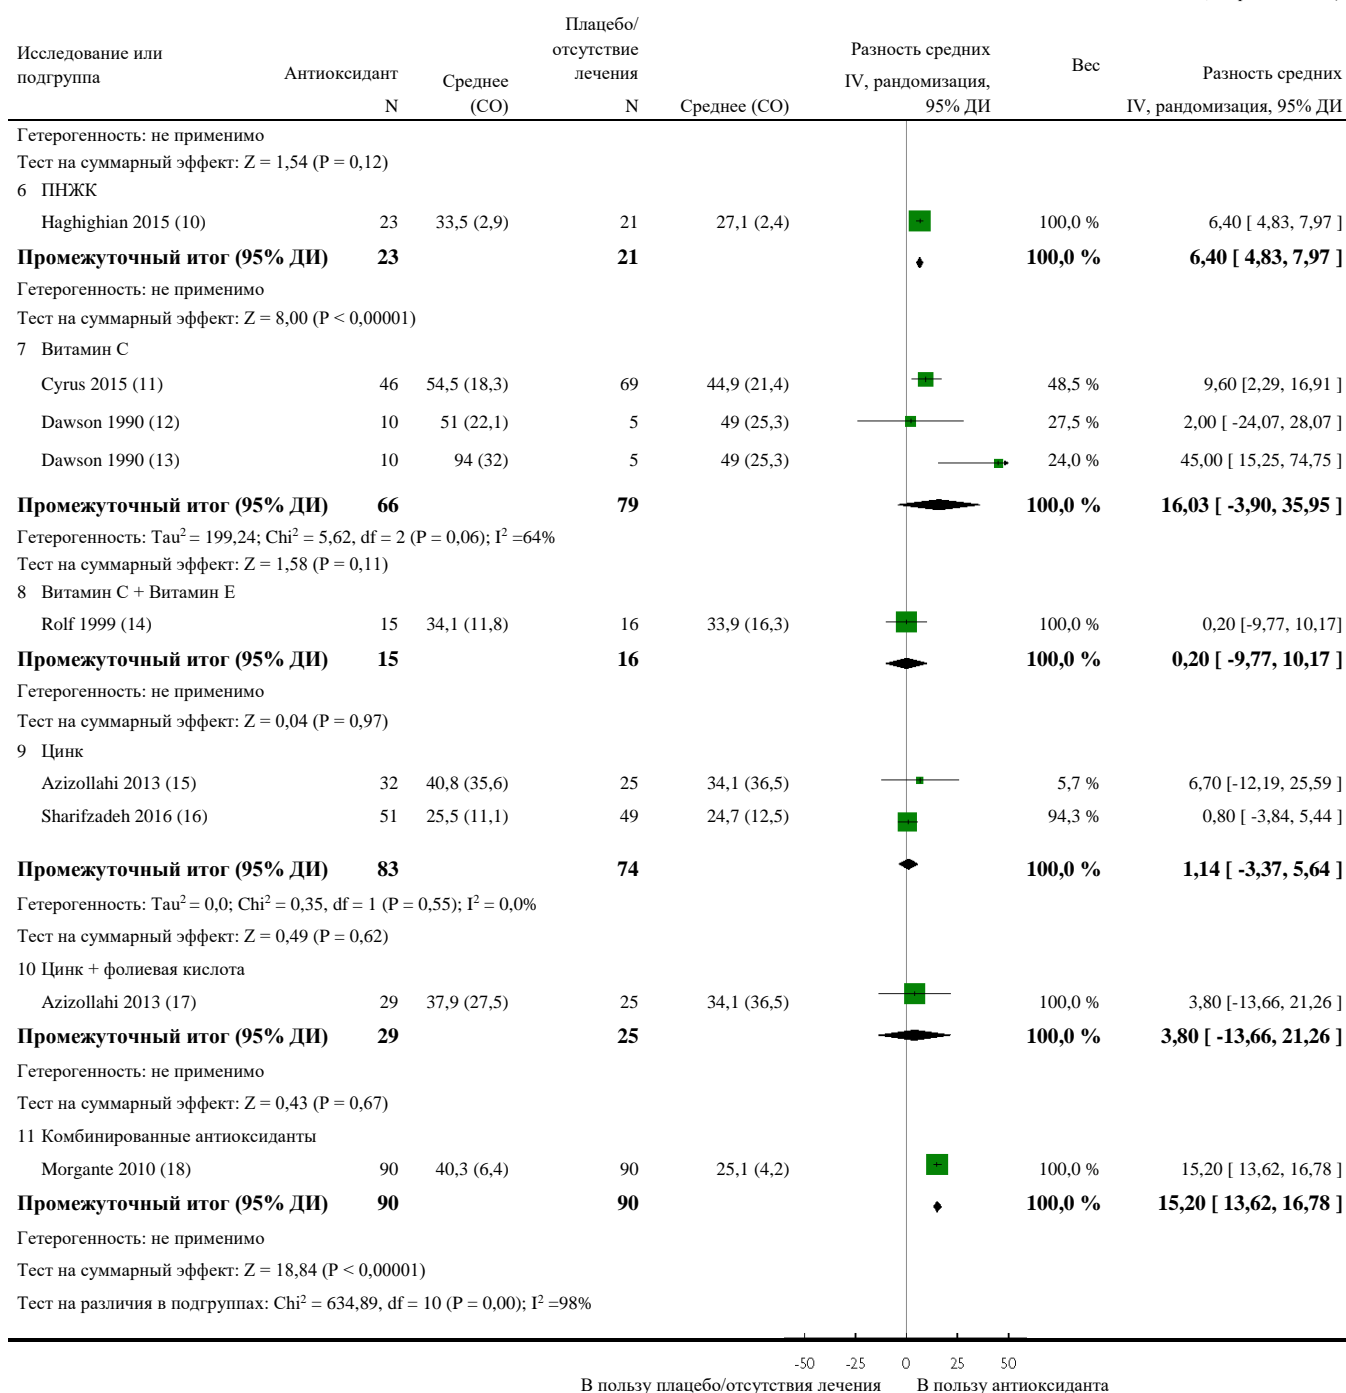 Исследование или подгруппа Антиоксидант Среднее Плацебо/ отсутствие лечения Разность средних Вес Разность средних
N (СО) N Среднее (СО) IV, рандомизация, 95% ДИ IV, рандомизация, 95% ДИ
Гетерогенность: не применимо
Тест на суммарный эффект: Z = 1,54 (P = 0,12)
6 ПНЖК
Haghighian 2015 (10) 23 33,5 (2,9) 21 27,1 (2,4) 100,0 % 6,40 [ 4,83, 7,97 ]
Промежуточный итог (95% ДИ) 23 21 100,0 % 6,40 [ 4,83, 7,97 ]
Гетерогенность: не применимо
Тест на суммарный эффект: Z = 8,00 (P < 0,00001)
7 Витамин C
Cyrus 2015 (11) 46 54,5 (18,3) 69 44,9 (21,4) 48,5 % 9,60 [2,29, 16,91 ]
Dawson 1990 (12) 10 51 (22,1) 5 49 (25,3) 27,5 % 2,00 [ -24,07, 28,07 ]
Dawson 1990 (13) 10 94 (32) 5 49 (25,3) 24,0 % 45,00 [ 15,25, 74,75 ]
Промежуточный итог (95% ДИ) 66 79 100,0 % 16,03 [ -3,90, 35,95 ]
Гетерогенность: Tau² = 199,24; Chi² = 5,62, df = 2 (P = 0,06); I² =64%
Тест на суммарный эффект: Z = 1,58 (P = 0,11)
8 Витамин C + Витамин E
Rolf 1999 (14) 15 34,1 (11,8) 16 33,9 (16,3) 100,0 % 0,20 [-9,77, 10,17]
Промежуточный итог (95% ДИ) 15 16 100,0 % 0,20 [ -9,77, 10,17 ]
Гетерогенность: не применимо
Тест на суммарный эффект: Z = 0,04 (P = 0,97)
9 Цинк
Azizollahi 2013 (15) 32 40,8 (35,6) 25 34,1 (36,5) 5,7 % 6,70 [-12,19, 25,59 ]
Sharifzadeh 2016 (16) 51 25,5 (11,1) 49 24,7 (12,5) 94,3 % 0,80 [ -3,84, 5,44 ]
Промежуточный итог (95% ДИ) 83 74 100,0 % 1,14 [ -3,37, 5,64 ]
Гетерогенность: Tau² = 0,0; Chi² = 0,35, df = 1 (P = 0,55); I² = 0,0%
Тест на суммарный эффект: Z = 0,49 (P = 0,62)
10 Цинк + фолиевая кислота
Azizollahi 2013 (17) 29 37,9 (27,5) 25 34,1 (36,5) 100,0 % 3,80 [-13,66, 21,26 ]
Промежуточный итог (95% ДИ) 29 25 100,0 % 3,80 [ -13,66, 21,26 ]
Гетерогенность: не применимо
Тест на суммарный эффект: Z = 0,43 (P = 0,67)
11 Комбинированные антиоксиданты
Morgante 2010 (18) 90 40,3 (6,4) 90 25,1 (4,2) 100,0 % 15,20 [ 13,62, 16,78 ]
Промежуточный итог (95% ДИ) 90 90 100,0 % 15,20 [ 13,62, 16,78 ]
Гетерогенность: не применимо
Тест на суммарный эффект: Z = 18,84 (P < 0,00001)
Тест на различия в подгруппах: Chi² = 634,89, df = 10 (P = 0,00); I² =98%
-50 -25 0 25 50
В пользу плацебо/отсутствия лечения В пользу антиоксиданта